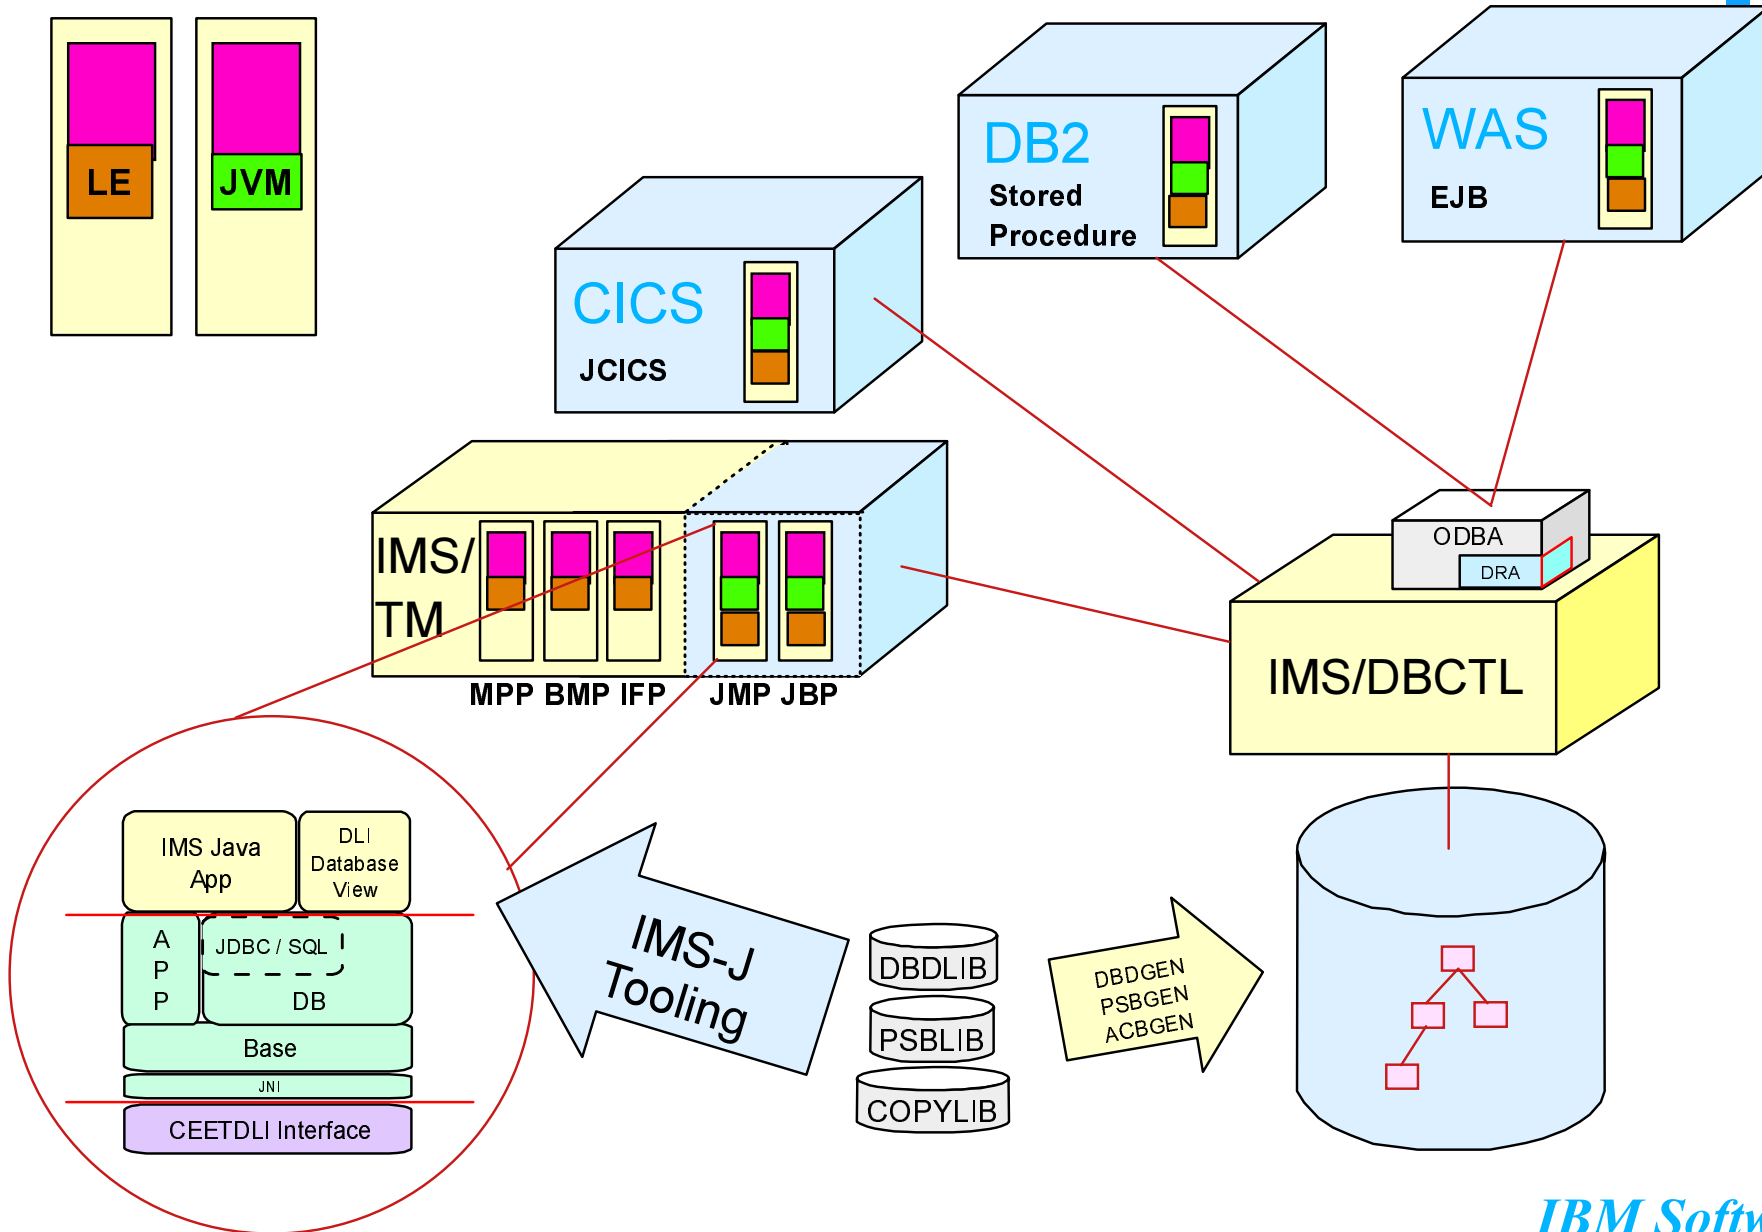 LE
JVM
DB2
Stored
Procedure
WAS
EJB
CICS
JCICS
IMS/
TM
MPP BMP IFP JMP JBP
ODBA
DRA
IMS/DBCTL
IMS Java
App
DLI
Database
View
A
P
P
JDBC / SQL
DB
Base
JNI
CEETDLI Interface
IMS-J
Tooling
DBDLIB
PSBLIB
COPYLIB
DBDGEN
PSBGEN
ACBGEN
IBM